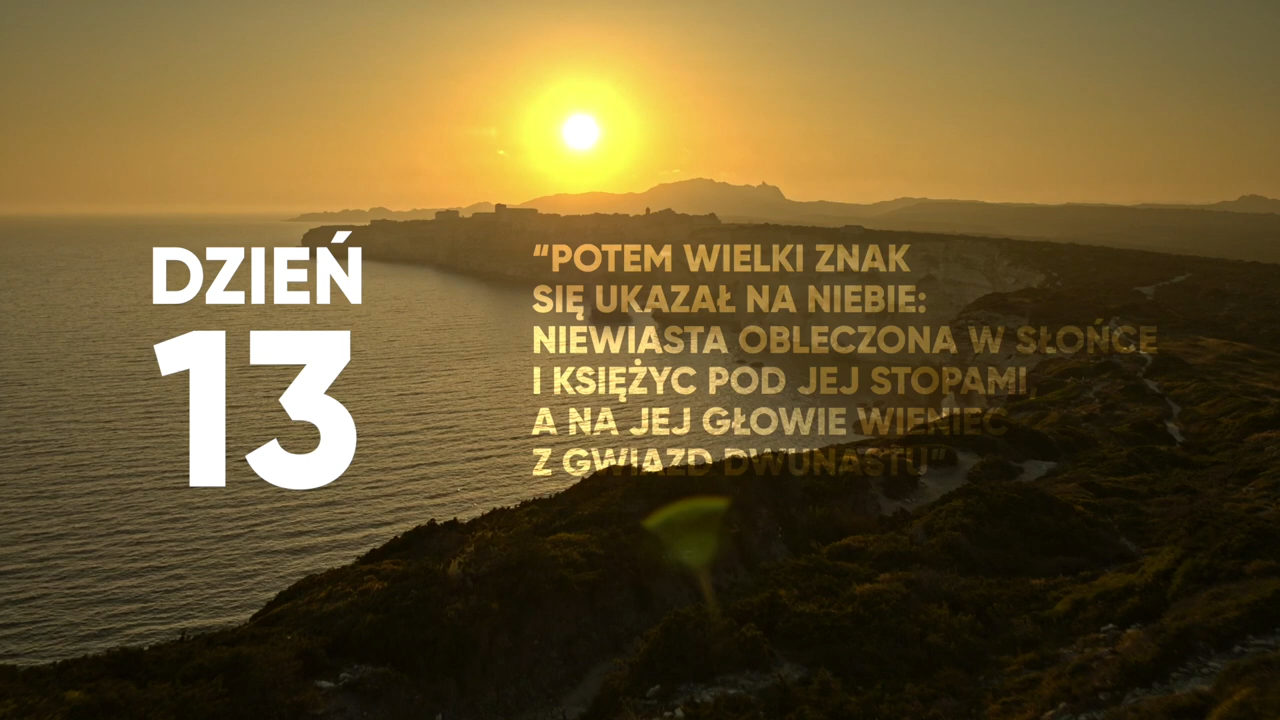 DZIEŃ
13
“POTEM WIELKI ZNAK
SIĘ UKAZAŁ NA NIEBIE:
NIEWIASTA OBLECZONA W SŁOŃCE
I KSIĘŻYC POD JEJ STOPAMI,
A NA JEJ GŁOWIE WIENIEC
Z GWIAZD DWUNASTU”